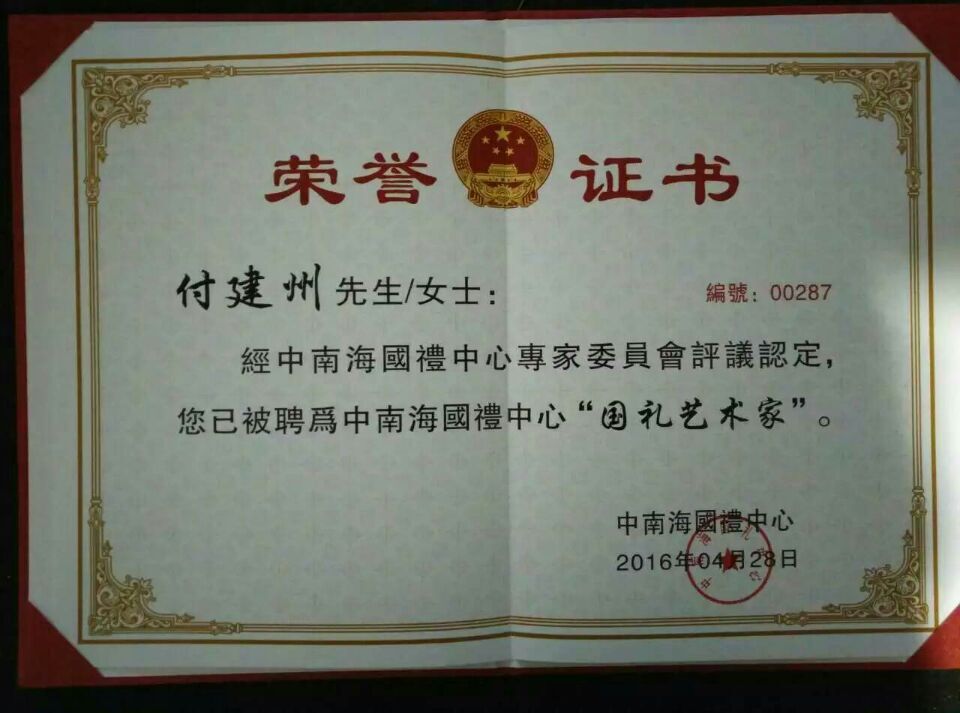 荣誉证书
付建州 先生/女士：
編號：00287
經中南海國禮中心專家委員會評議認定，
您已被聘爲中南海國禮中心“国礼艺术家”。
中南海國禮中心
2016年04月28日